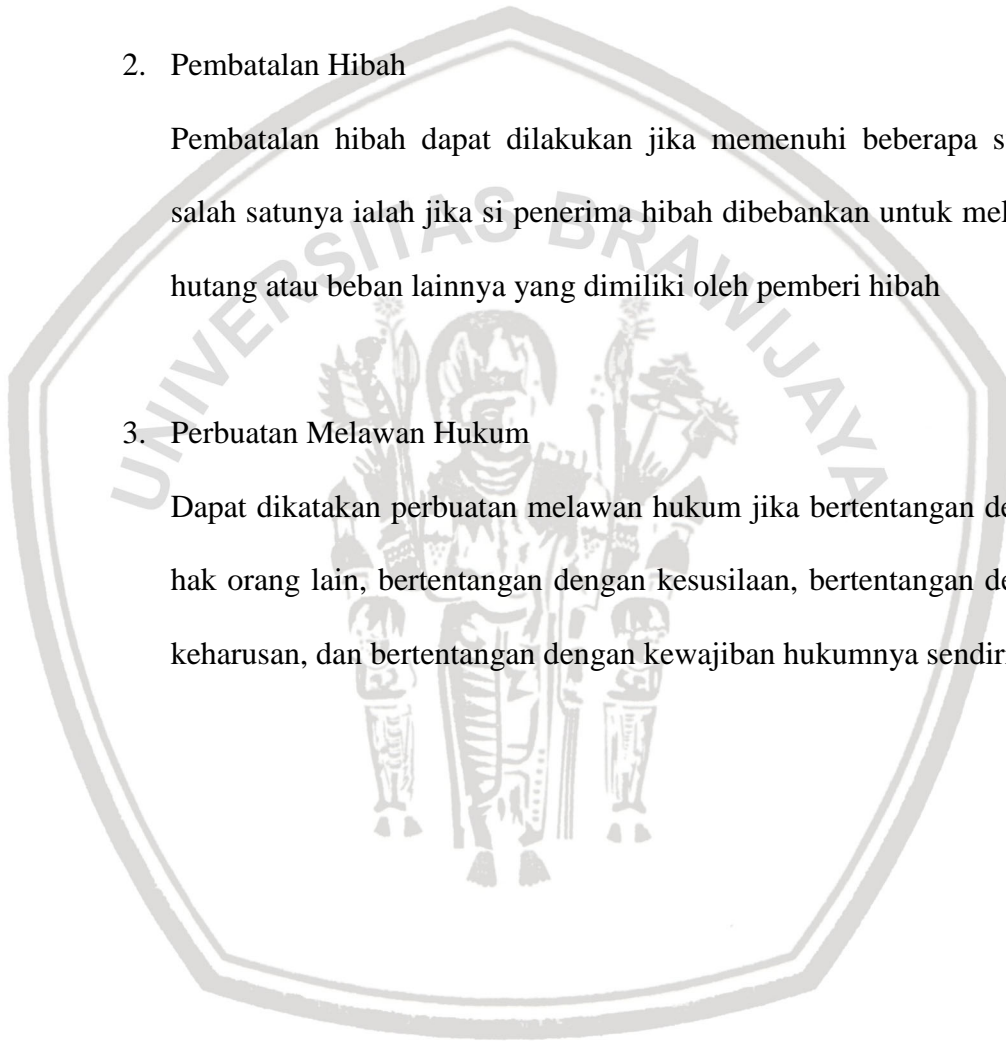 2. Pembatalan Hibah
Pembatalan hibah dapat dilakukan jika memenuhi beberapa
salah satunya ialah jika si penerima hibah dibebankan untuk
hutang atau beban lainnya yang dimiliki oleh pemberi hibah
3. Perbuatan Melawan Hukum
Dapat dikatakan perbuatan melawan hukum jika bertentangan
hak orang lain, bertentangan dengan kesusilaan, bertentangan
keharusan, dan bertentangan dengan kewajiban hukumnya
UNIVERSITAS BRAWIJAYA